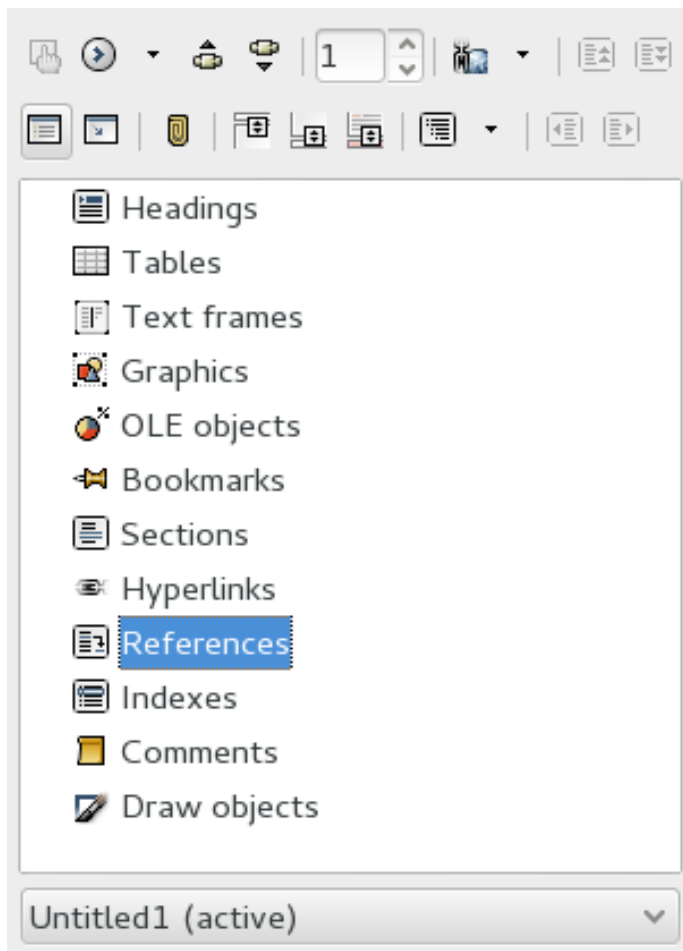 1
Headings
Tables
Text frames
Graphics
OLE objects
Bookmarks
Sections
Hyperlinks
References
Indexes
Comments
Draw objects
Untitled1 (active)